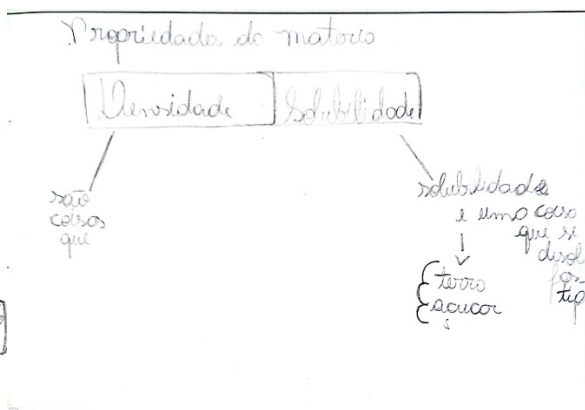 Propriedades da materia
Densidade
Solubilidade
são
coisas
que
solubilidade
é uma coisa
que se
terra
açucar